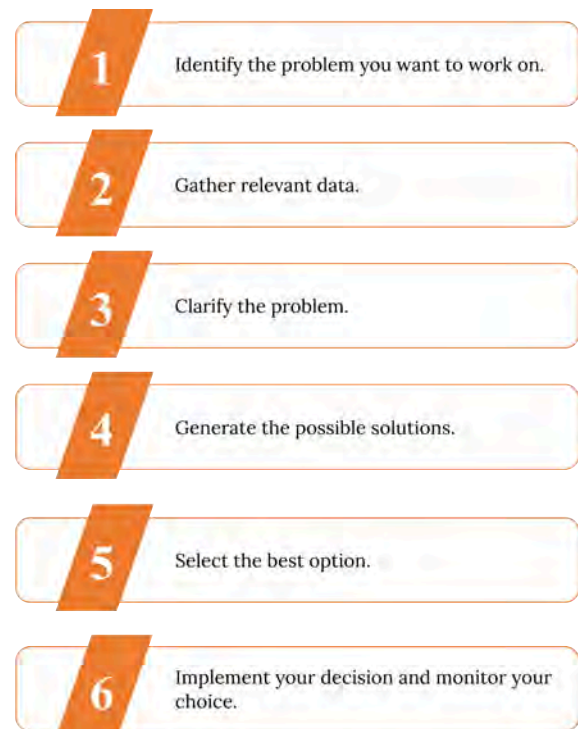 1
Identify the problem you want to work on.
2
Gather relevant data.
3
Clarify the problem.
4
Generate the possible solutions.
5
Select the best option.
6
Implement your decision and monitor your
choice.